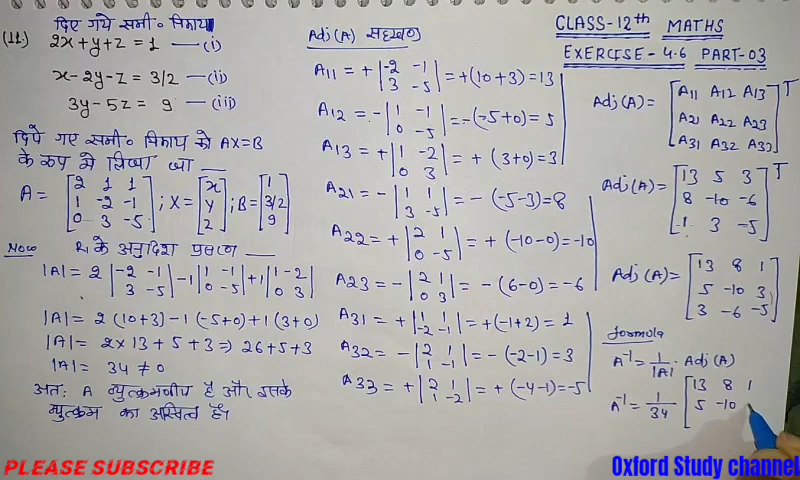 CLASS-12th MATHS
EXERCISE-4.6 PART-03
(11.) दिए गये समी० निकाय
2x+y+z = 1 —(i)
x-2y-z = 3/2 —(ii)
3y-5z = 9 —(iii)
दिये गए समी० निकाय को AX=B
के रूप में लिखा जा —
A = [2 1 1; 1 -2 -1; 0 3 -5]; X = [x; y; z]; B = [1; 3/2; 9]
Now R₁ के अनुदिश प्रसरण —
|A| = 2 |-2 -1; 3 -5| -1 |1 -1; 0 -5| +1 |1 -2; 0 3|
|A| = 2(10+3)-1(-5+0)+1(3+0)
|A| = 2x13+5+3 ⇒ 26+5+3
|A| = 34 ≠ 0
अतः A व्युत्क्रमणीय है और इसके
व्युत्क्रम का अस्तित्व है।
Adj(A) सहखण्ड
A11 = + |-2 -1; 3 -5| = +(10+3) = 13
A12 = - |1 -1; 0 -5| = -(-5+0) = 5
A13 = + |1 -2; 0 3| = +(3+0) = 3
A21 = - |1 1; 3 -5| = -(-5-3) = 8
A22 = + |2 1; 0 -5| = +(-10-0) = -10
A23 = - |2 1; 0 3| = -(6-0) = -6
A31 = + |1 1; -2 -1| = +(-1+2) = 1
A32 = - |2 1; 1 -1| = -(-2-1) = 3
A33 = + |2 1; 1 -2| = +(-4-1) = -5
Adj(A) = [A11 A12 A13; A21 A22 A23; A31 A32 A33]T
Adj(A) = [13 5 3; 8 -10 -6; 1 3 -5]T
Adj(A) = [13 8 1; 5 -10 3; 3 -6 -5]
formula
A⁻¹ = 1/|A| · Adj(A)
A⁻¹ = 1/34 [13 8 1; 5 -10
PLEASE SUBSCRIBE
Oxford Study channel